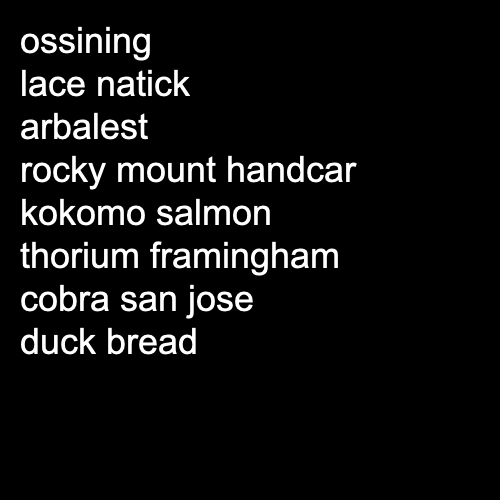 ossining
lace natick
arbalest
rocky mount handcar
kokomo salmon
thorium framingham
cobra san jose
duck bread